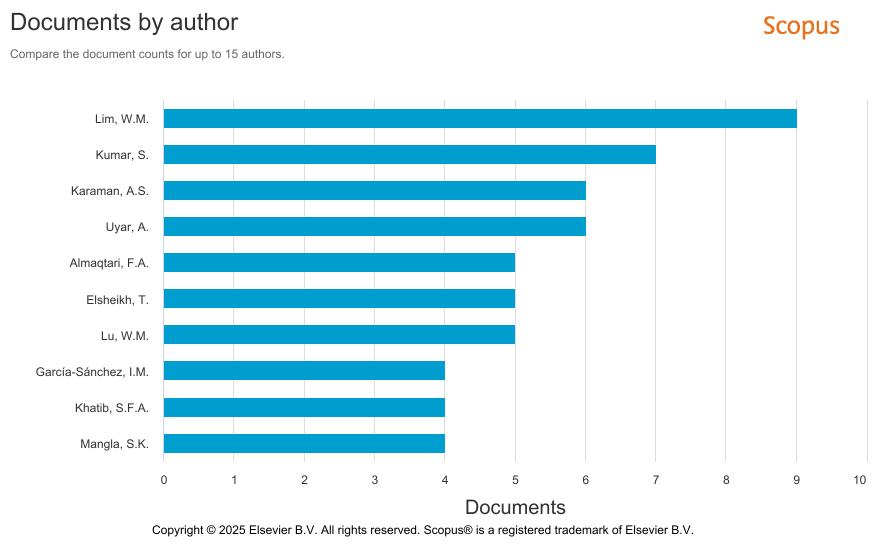 Documents by author
Scopus
Compare the document counts for up to 15 authors.
Lim, W.M.
Kumar, S.
Karaman, A.S.
Uyar, A.
Almaqtari, F.A.
Elsheikh, T.
Lu, W.M.
García-Sánchez, I.M.
Khatib, S.F.A.
Mangla, S.K.
0 1 2 3 4 5 6 7 8 9 10
Documents
Copyright © 2025 Elsevier B.V. All rights reserved. Scopus® is a registered trademark of Elsevier B.V.